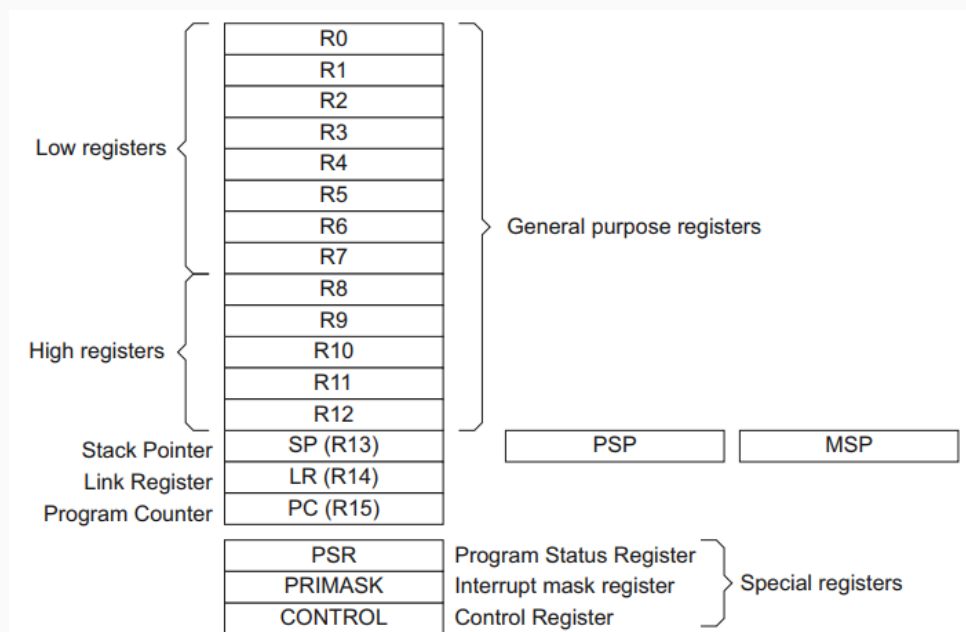 R0
R1
R2
R3
Low registers
R4
R5
R6
General purpose registers
R7
R8
R9
High registers
R10
R11
R12
Stack Pointer SP (R13) PSP MSP
Link Register LR (R14)
Program Counter PC (R15)
PSR Program Status Register
PRIMASK Interrupt mask register Special registers
CONTROL Control Register